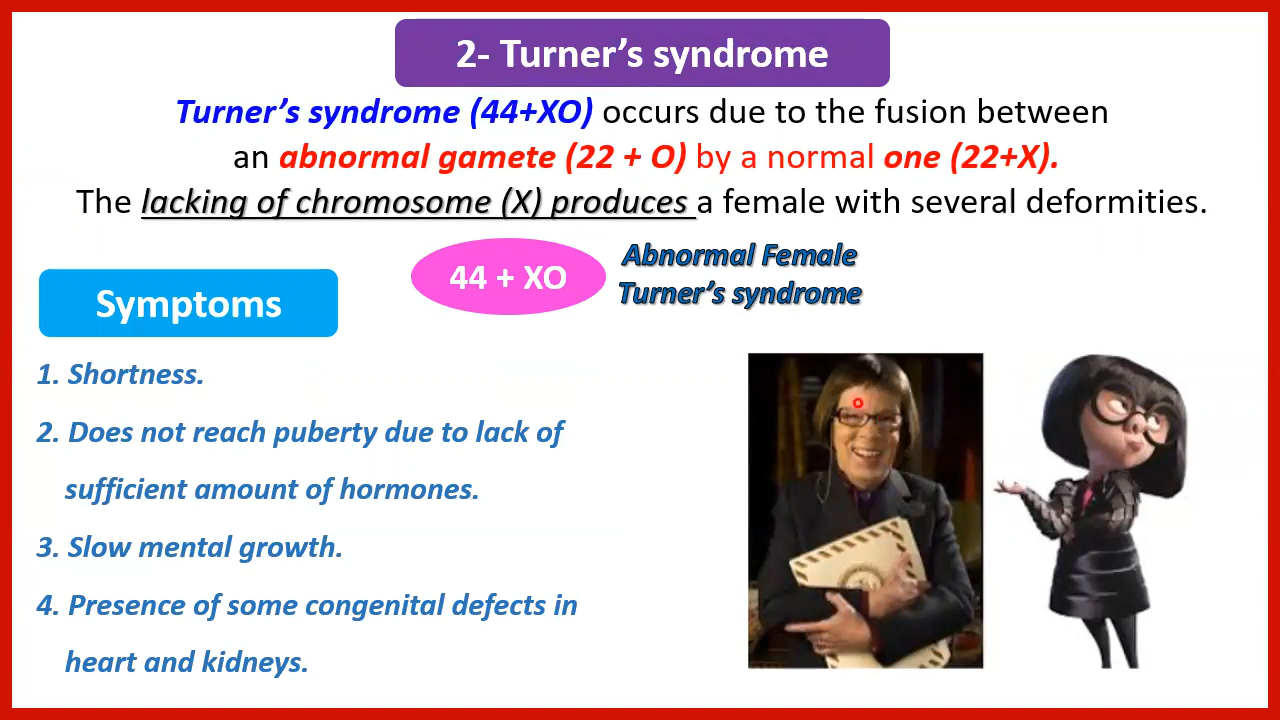 2- Turner’s syndrome
Turner’s syndrome (44+XO) occurs due to the fusion between
an abnormal gamete (22 + O) by a normal one (22+X).
The lacking of chromosome (X) produces a female with several deformities.
44 + XO
Abnormal Female
Turner’s syndrome
Symptoms
1. Shortness.
2. Does not reach puberty due to lack of
sufficient amount of hormones.
3. Slow mental growth.
4. Presence of some congenital defects in
heart and kidneys.